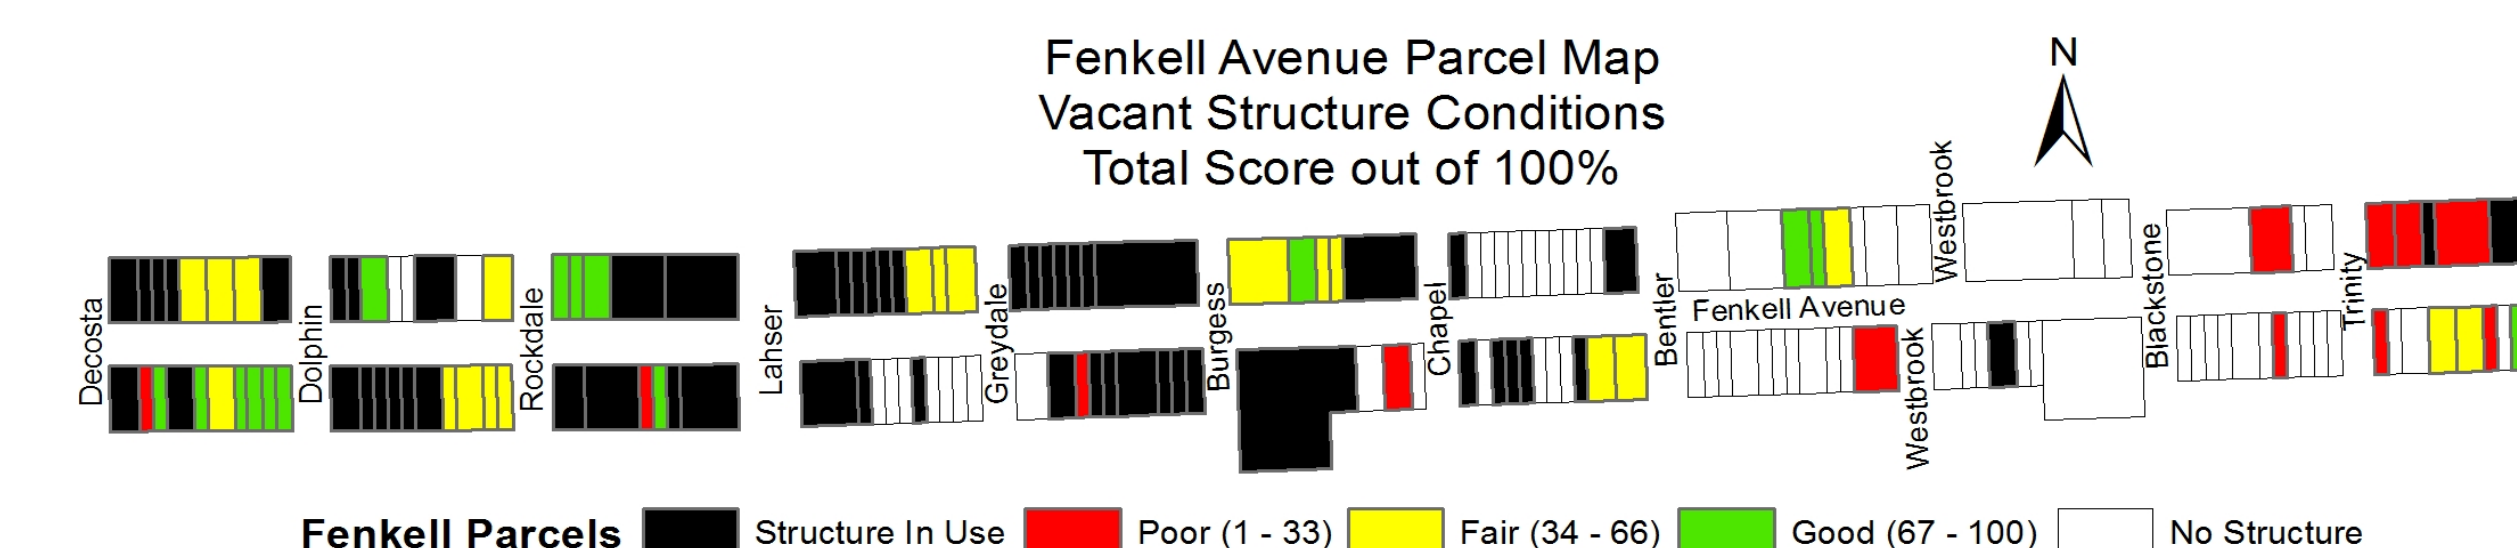 Fenkell Avenue Parcel Map
Vacant Structure Conditions
Total Score out of 100%
N
Decosta
Dolphin
Rockdale
Lahser
Greydale
Burgess
Chapel
Bentler
Westbrook
Fenkell Avenue
Westbrook
Blackstone
Trinity
Fenkell Parcels Structure In Use Poor (1 - 33) Fair (34 - 66) Good (67 - 100) No Structure